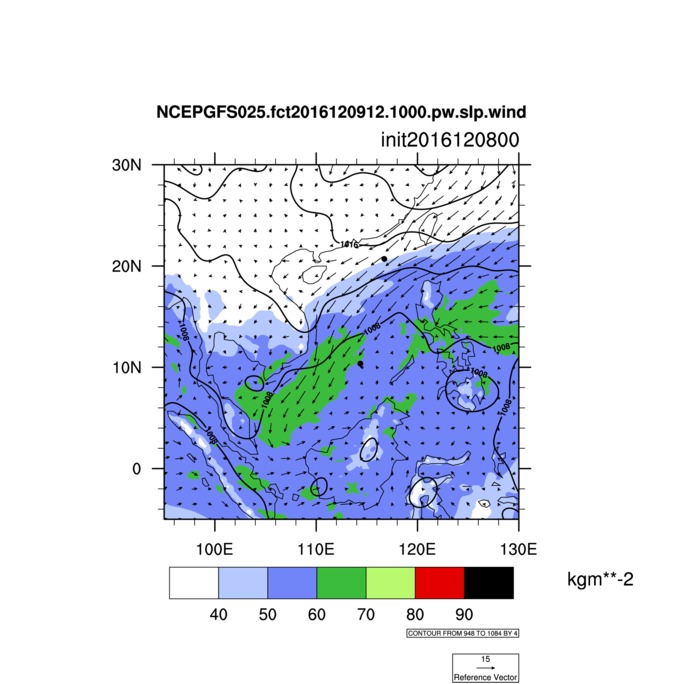 NCEPGFS025.fct2016120912.1000.pw.slp.wind
init2016120800
30N
20N
10N
0
1016
1008
1008
1008
1008
1008
1008
1008
100E
110E
120E
130E
kgm**-2
40
50
60
70
80
90
CONTOUR FROM 948 TO 1084 BY 4
15
Reference Vector